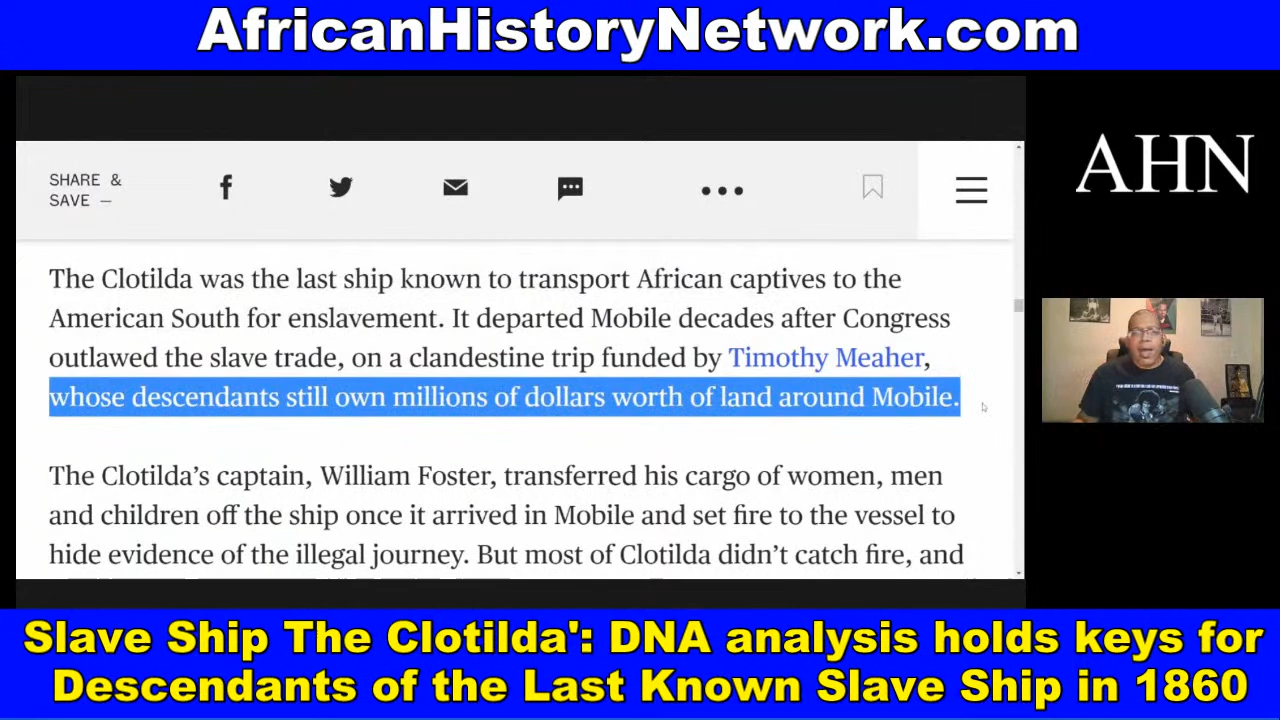 AfricanHistoryNetwork.com
SHARE &
SAVE —
The Clotilda was the last ship known to transport African captives to the
American South for enslavement. It departed Mobile decades after Congress
outlawed the slave trade, on a clandestine trip funded by Timothy Meaher,
whose descendants still own millions of dollars worth of land around Mobile.
The Clotilda’s captain, William Foster, transferred his cargo of women, men
and children off the ship once it arrived in Mobile and set fire to the vessel to
hide evidence of the illegal journey. But most of Clotilda didn’t catch fire, and
AHN
Slave Ship The Clotilda': DNA analysis holds keys for
Descendants of the Last Known Slave Ship in 1860